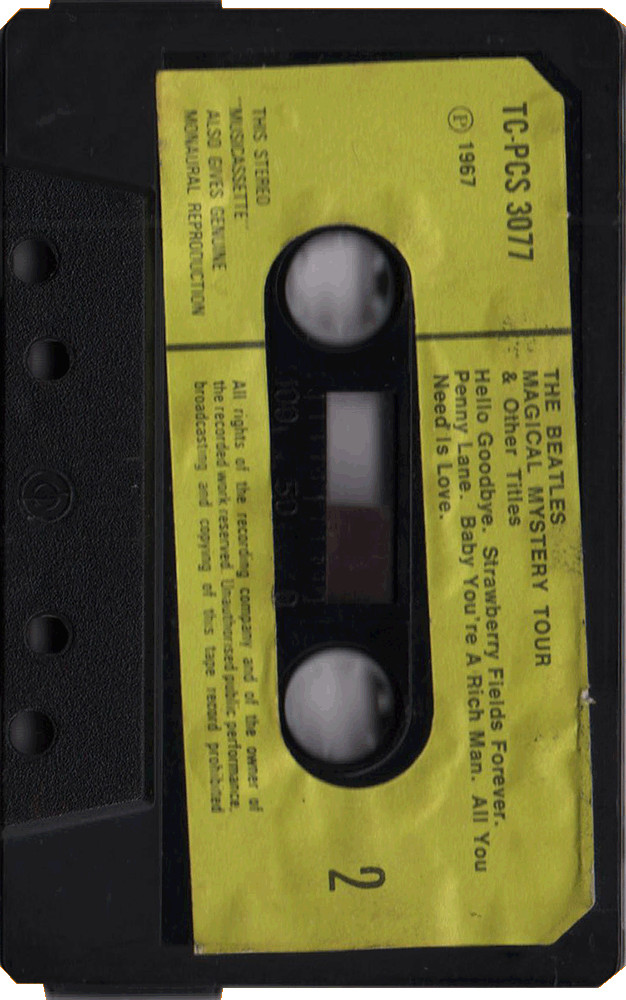 TC-PCS 3077
Ⓟ 1967
THE BEATLES
MAGICAL MYSTERY TOUR
& Other Titles
Hello Goodbye. Strawberry Fields Forever.
Penny Lane. Baby You're A Rich Man. All You
Need Is Love.
THIS STEREO
"MUSICASSETTE"
ALSO GIVES GENUINE
MONAURAL REPRODUCTION
100 50 0
2
All rights of the recording company and of the owner of
the recorded work reserved. Unauthorised public performance,
broadcasting and copying of this tape record prohibited